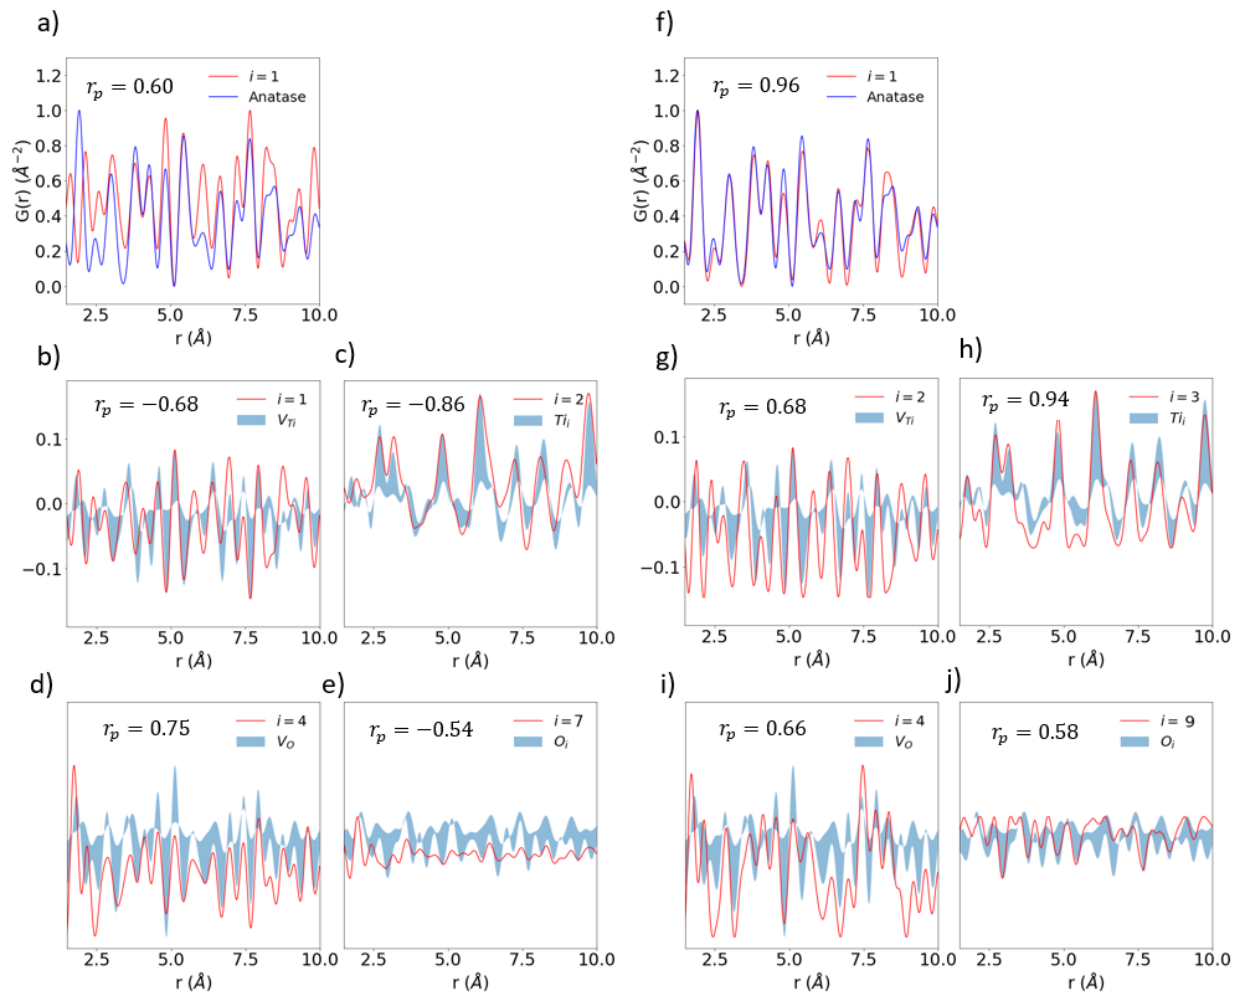 a)
r_p = 0.60
i = 1
Anatase
1.2
1.0
0.8
0.6
0.4
0.2
0.0
G(r) (Å⁻²)
2.5 5.0 7.5 10.0
r (Å)
f)
r_p = 0.96
i = 1
Anatase
1.2
1.0
0.8
0.6
0.4
0.2
0.0
G(r) (Å⁻²)
2.5 5.0 7.5 10.0
r (Å)
b)
r_p = −0.68
i = 1
V_Ti
0.1
0.0
−0.1
2.5 5.0 7.5 10.0
r (Å)
c)
r_p = −0.86
i = 2
Ti_i
2.5 5.0 7.5 10.0
r (Å)
g)
r_p = 0.68
i = 2
V_Ti
0.1
0.0
−0.1
2.5 5.0 7.5 10.0
r (Å)
h)
r_p = 0.94
i = 3
Ti_i
2.5 5.0 7.5 10.0
r (Å)
d)
r_p = 0.75
i = 4
V_O
2.5 5.0 7.5 10.0
r (Å)
e)
r_p = −0.54
i = 7
O_i
2.5 5.0 7.5 10.0
r (Å)
i)
r_p = 0.66
i = 4
V_O
2.5 5.0 7.5 10.0
r (Å)
j)
r_p = 0.58
i = 9
O_i
2.5 5.0 7.5 10.0
r (Å)